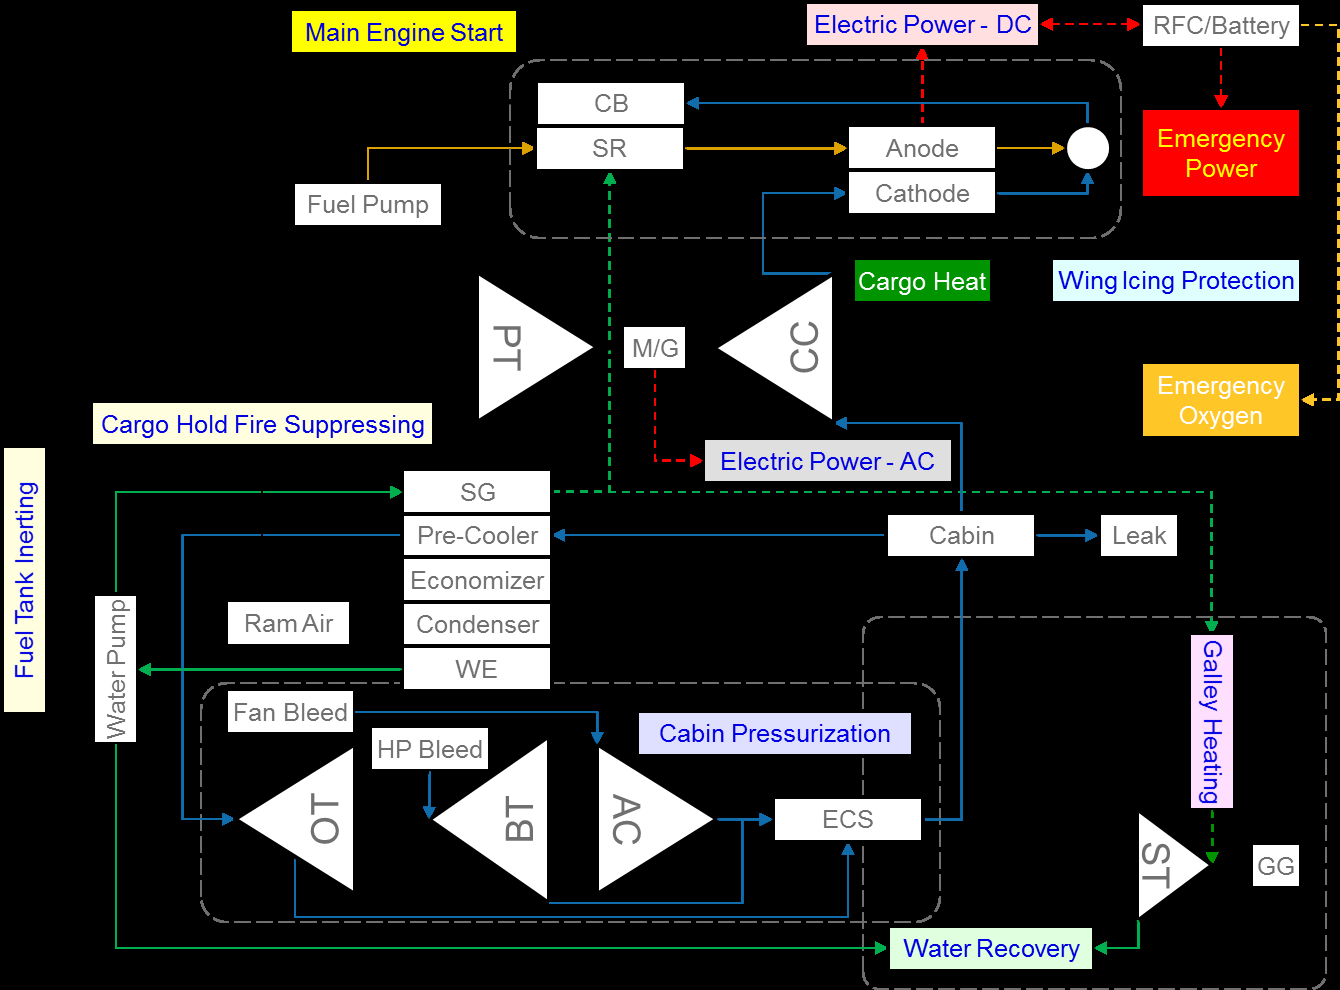 Main Engine Start
Electric Power - DC
RFC/Battery
CB
SR
Anode
Cathode
Emergency
Power
Fuel Pump
Cargo Heat
Wing Icing Protection
PT
M/G
CC
Emergency
Oxygen
Cargo Hold Fire Suppressing
Electric Power - AC
Fuel Tank Inerting
SG
Pre-Cooler
Cabin
Leak
Economizer
Ram Air
Condenser
WE
Water Pump
Galley Heating
Fan Bleed
HP Bleed
Cabin Pressurization
OT
BT
AC
ECS
ST
GG
Water Recovery